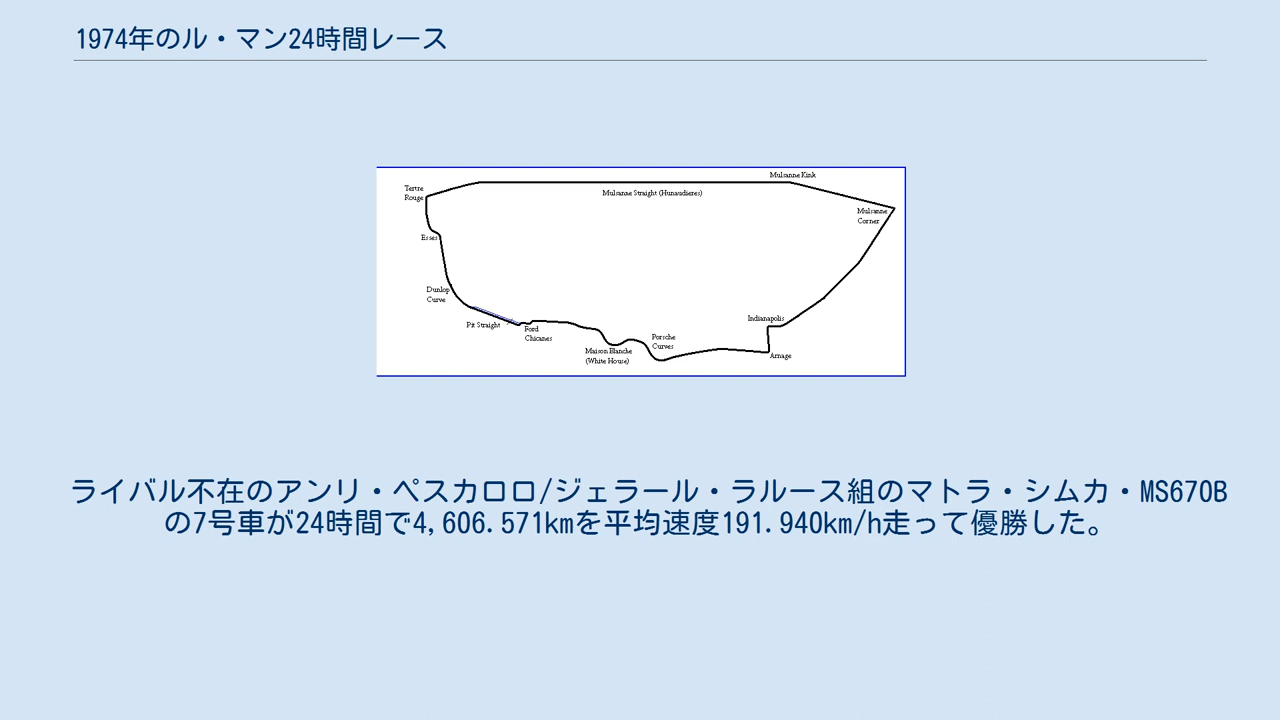 1974年のル・マン24時間レース
Mulsanne Kink
Tertre
Rouge
Mulsanne Straight (Hunaudieres)
Mulsanne
Corner
Esses
Dunlop
Curve
Pit Straight
Ford
Chicanes
Indianapolis
Porsche
Curves
Maison Blanche
(White House)
Arnage
ライバル不在のアンリ・ペスカロロ/ジェラール・ラルース組のマトラ・シムカ・MS670B
の7号車が24時間で4,606.571kmを平均速度191.940km/h走って優勝した。